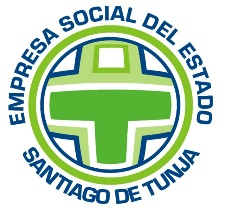 EMPRESA SOCIAL DEL ESTADO
SANTIAGO DE TUNJA